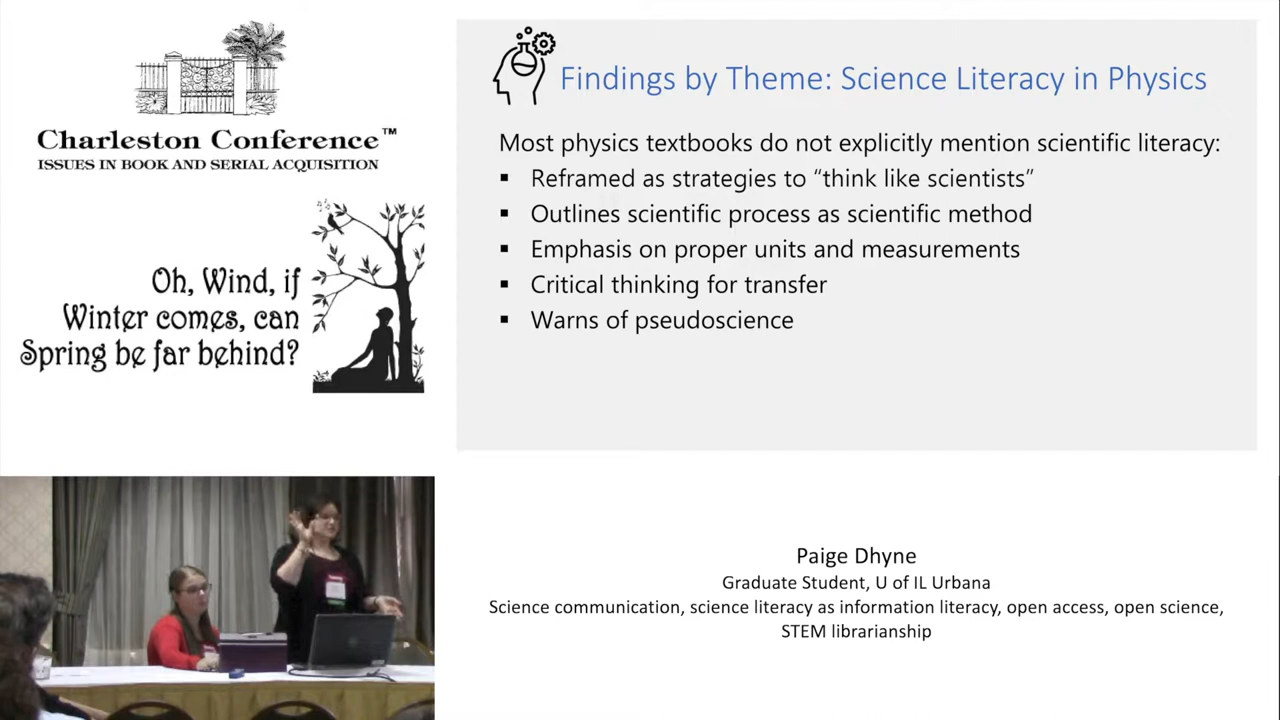 Charleston Conference™
ISSUES IN BOOK AND SERIAL ACQUISITION
Oh, Wind, if
Winter comes, can
Spring be far behind?
Findings by Theme: Science Literacy in Physics
Most physics textbooks do not explicitly mention scientific literacy:
▪ Reframed as strategies to “think like scientists”
▪ Outlines scientific process as scientific method
▪ Emphasis on proper units and measurements
▪ Critical thinking for transfer
▪ Warns of pseudoscience
Paige Dhyne
Graduate Student, U of IL Urbana
Science communication, science literacy as information literacy, open access, open science,
STEM librarianship